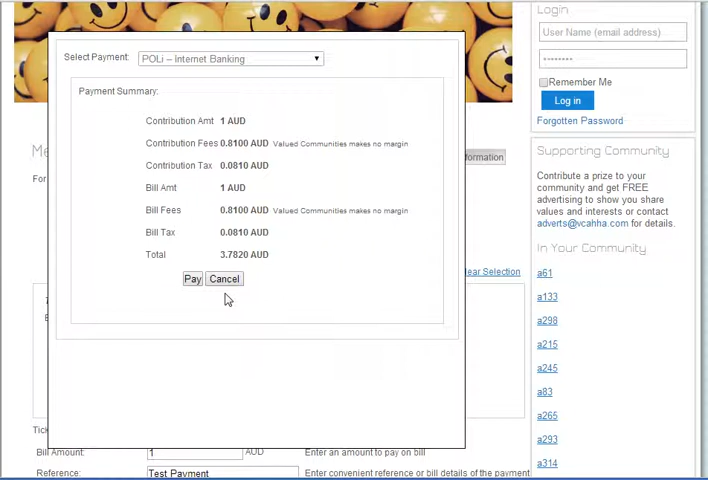 Login
User Name (email address)
Remember Me
Log in
Forgotten Password
Select Payment: POLi – Internet Banking
Payment Summary:
Contribution Amt 1 AUD
Contribution Fees 0.8100 AUD Valued Communities makes no margin
Contribution Tax 0.0810 AUD
Bill Amt 1 AUD
Bill Fees 0.8100 AUD Valued Communities makes no margin
Bill Tax 0.0810 AUD
Total 3.7820 AUD
Pay Cancel
Me
For
formation
lear Selection
Supporting Community
Contribute a prize to your
community and get FREE
advertising to show you share
values and interests or contact
adverts@vcahha.com for details.
In Your Community
a61
a133
a298
a215
a245
a83
a265
a293
a314
Tick
Bill Amount: 1 AUD Enter an amount to pay on bill
Reference: Test Payment Enter convenient reference or bill details of the payment